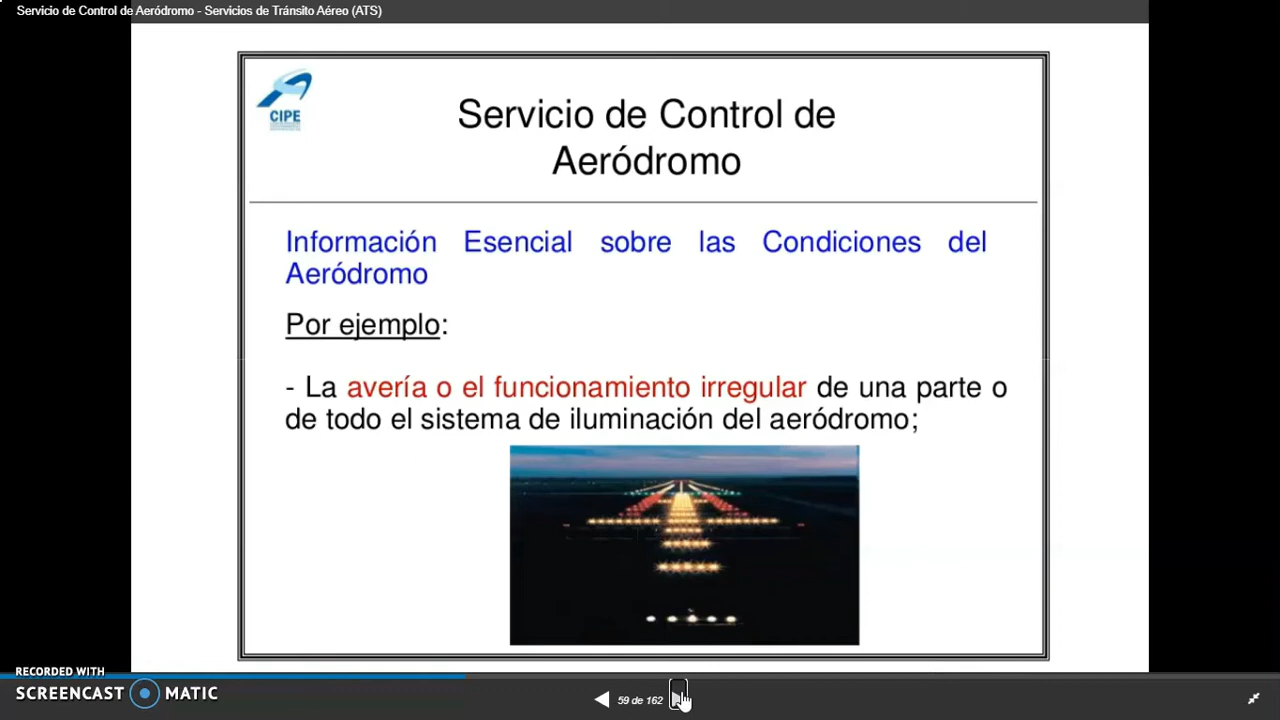 Servicio de Control de Aeródromo - Servicios de Tránsito Aéreo (ATS)
CIPE
Servicio de Control de
Aeródromo
Información Esencial sobre las Condiciones del
Aeródromo
Por ejemplo:
- La avería o el funcionamiento irregular de una parte o
de todo el sistema de iluminación del aeródromo;
RECORDED WITH
SCREENCAST MATIC
59 de 162